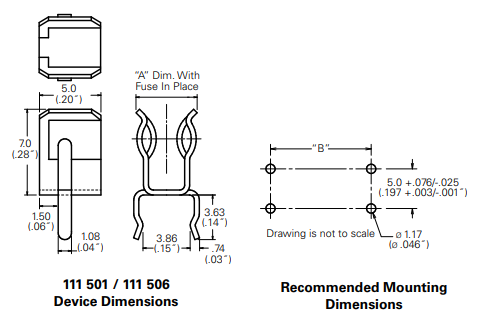 5.0
(.20″)
"A" Dim. With
Fuse In Place
7.0
(.28″)
1.50
(.06″)
1.08
(.04″)
3.86
(.15″)
3.63
(.14″)
.74
(.03″)
111 501 / 111 506
Device Dimensions
"B"
5.0 +.076/-.025
(.197 +.003/-.001″)
Drawing is not to scale
ø 1.17
(ø .046″)
Recommended Mounting
Dimensions